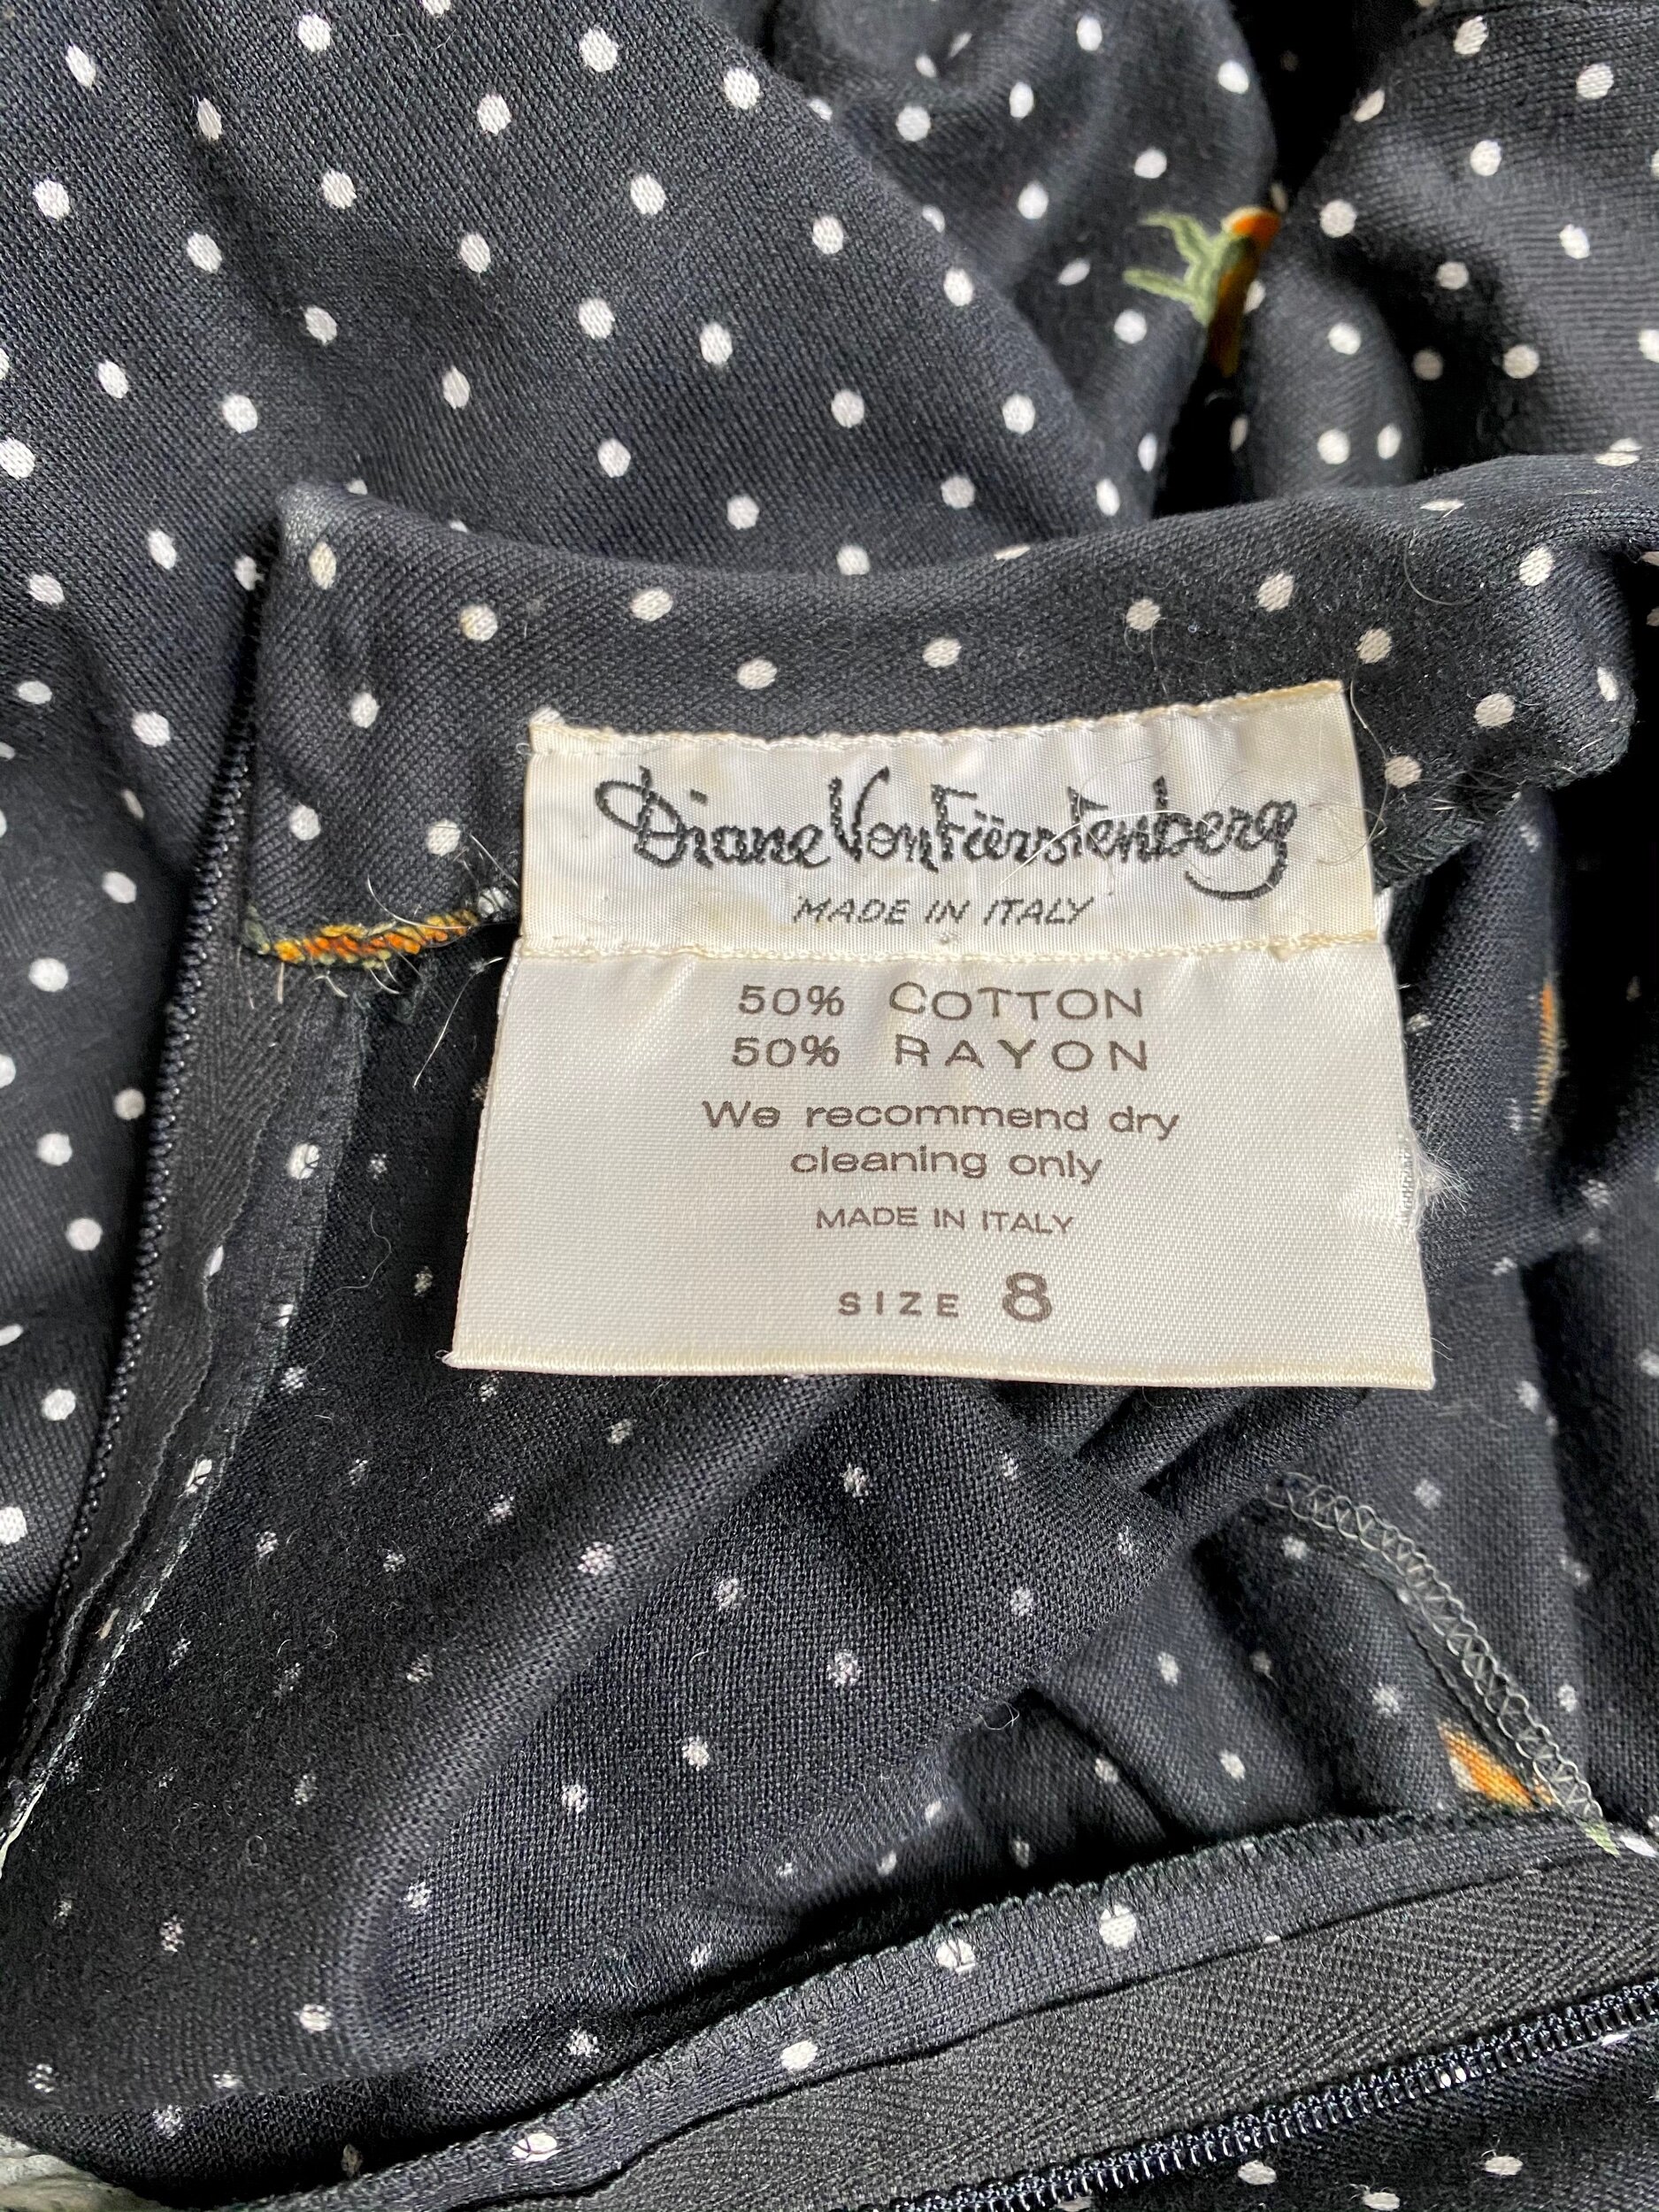 Diane Von Fürstenberg
MADE IN ITALY
50% COTTON
50% RAYON
We recommend dry
cleaning only
MADE IN ITALY
SIZE 8